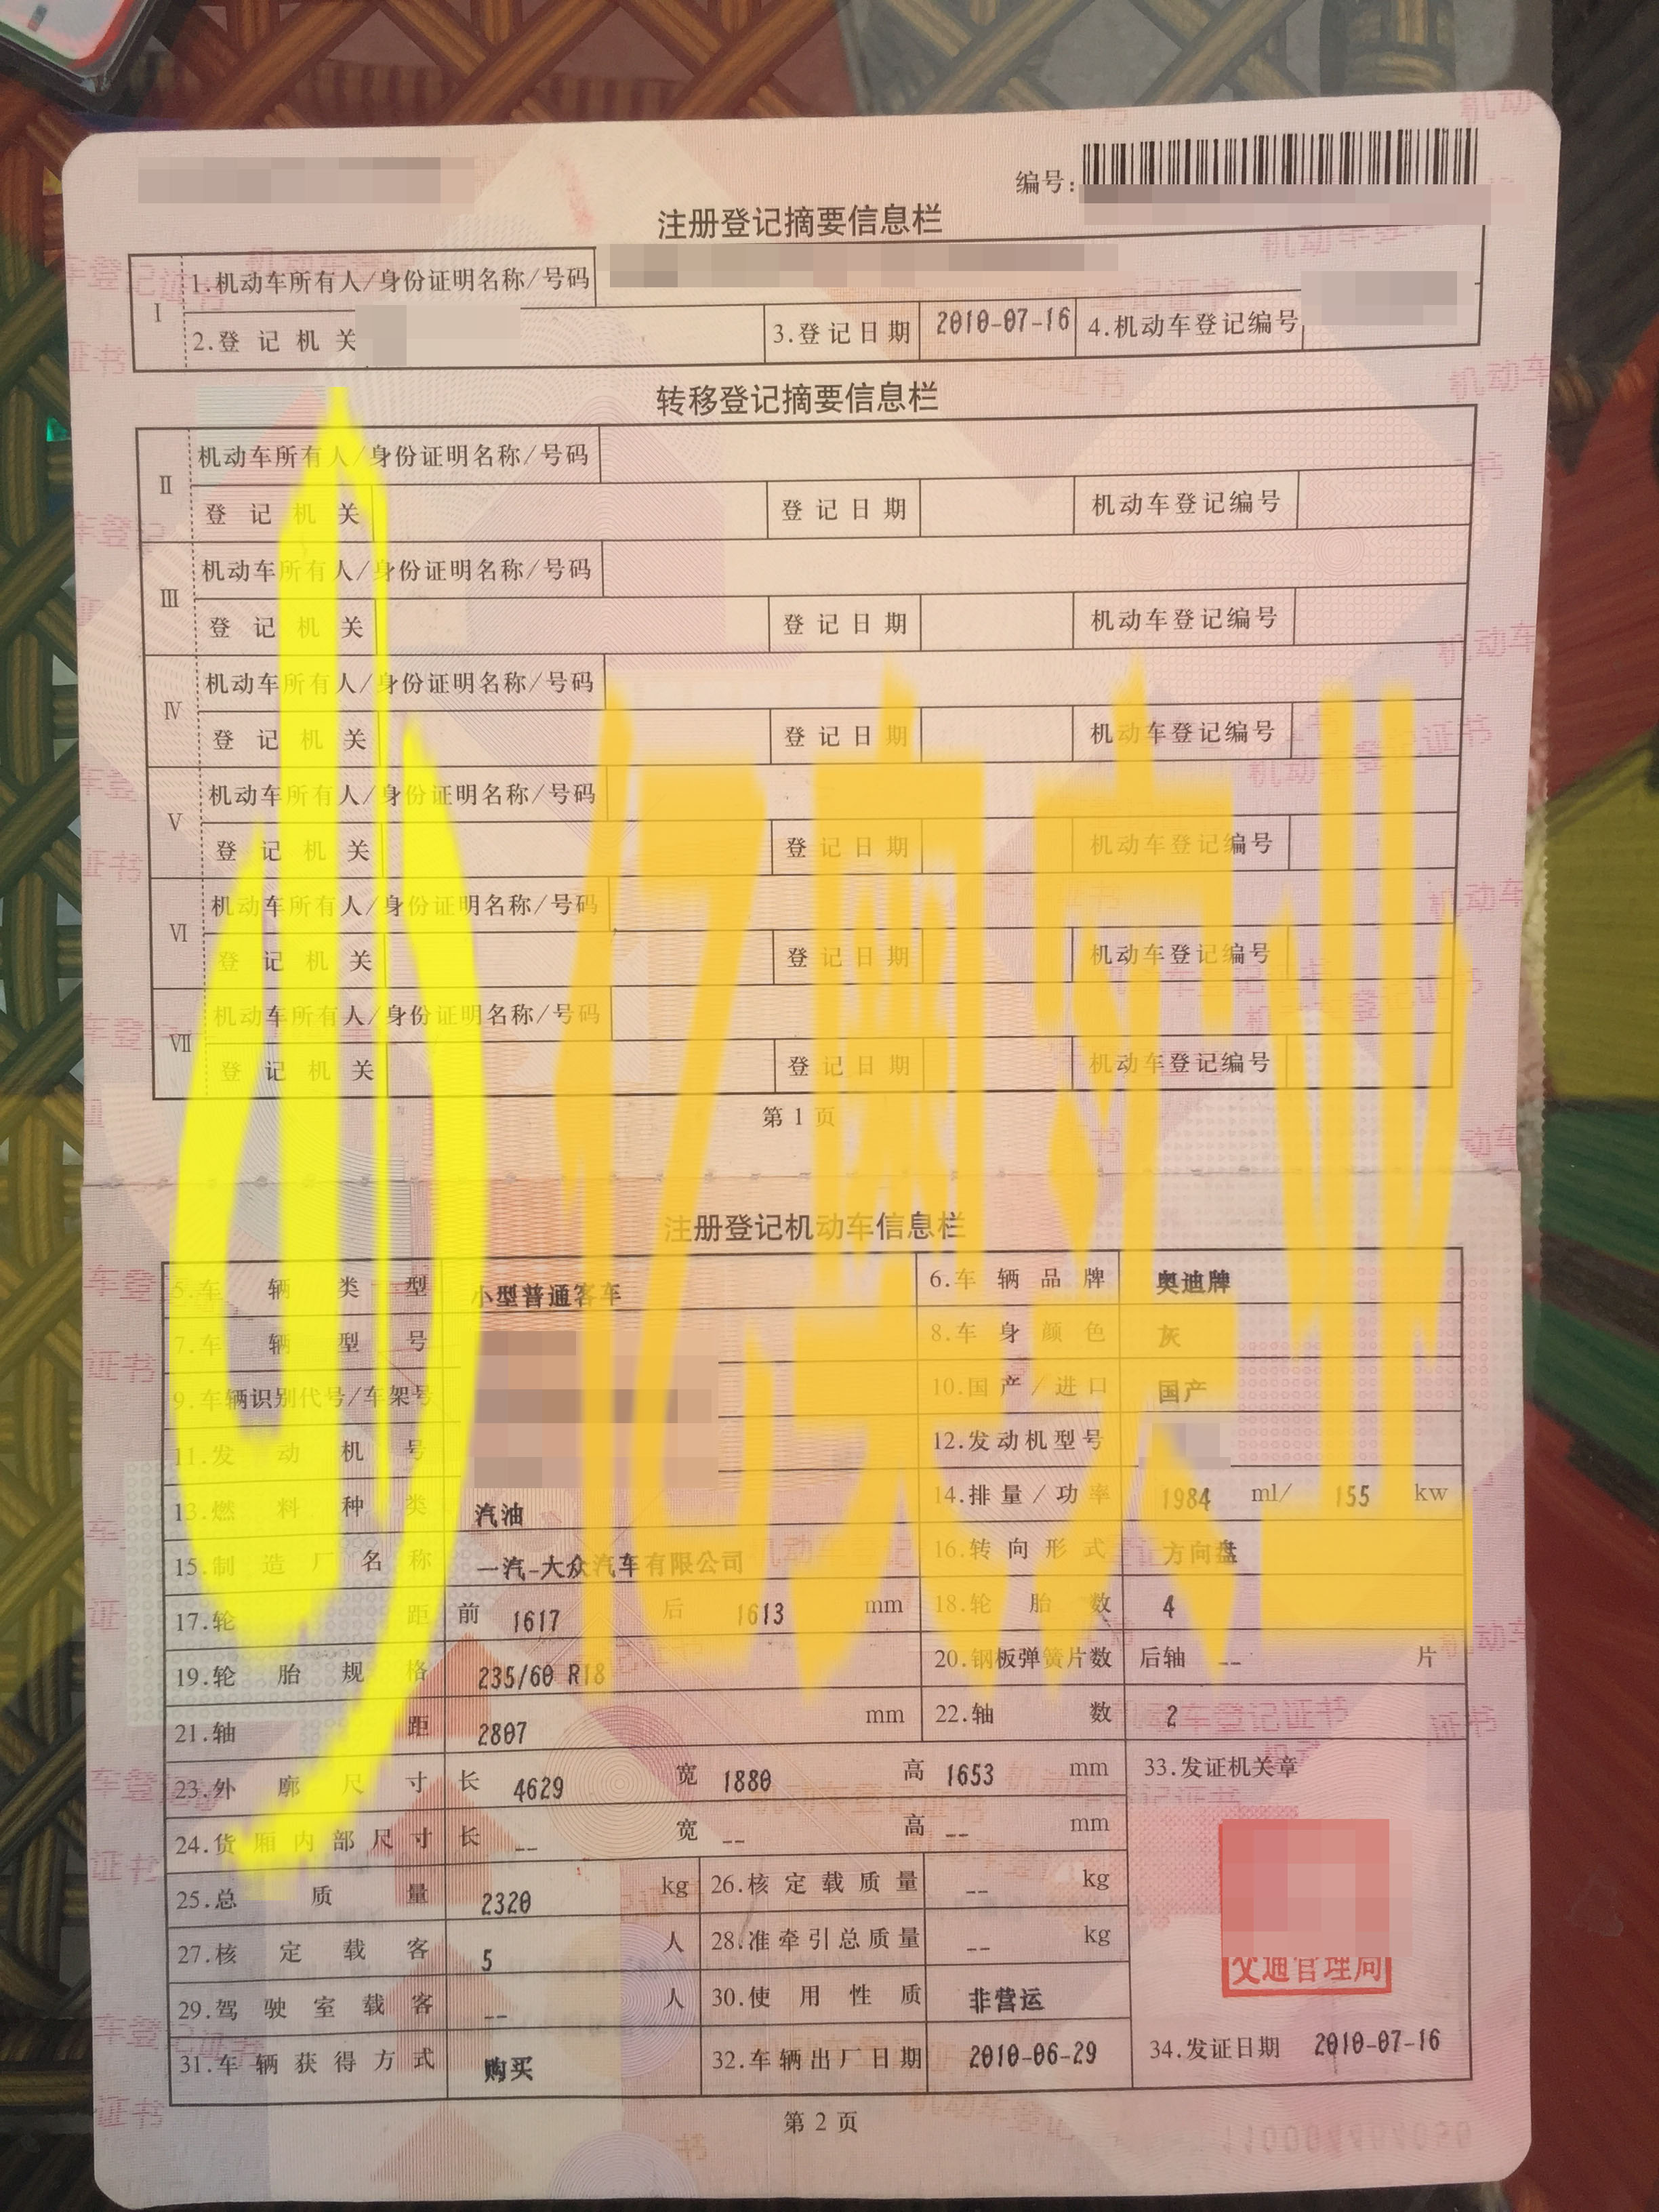 编号:
注册登记摘要信息栏
I 1.机动车所有人/身份证明名称/号码
2.登记机关 3.登记日期 2010-07-16 4.机动车登记编号
转移登记摘要信息栏
II 机动车所有人/身份证明名称/号码
登记机关 登记日期 机动车登记编号
III 机动车所有人/身份证明名称/号码
登记机关 登记日期 机动车登记编号
IV 机动车所有人/身份证明名称/号码
登记机关 登记日期 机动车登记编号
V 机动车所有人/身份证明名称/号码
登记机关 登记日期 机动车登记编号
VI 机动车所有人/身份证明名称/号码
登记机关 登记日期 机动车登记编号
VII 机动车所有人/身份证明名称/号码
登记机关 登记日期 机动车登记编号
第 1 页
注册登记机动车信息栏
5.车辆类型 小型普通客车 6.车辆品牌 奥迪牌
7.车辆型号 8.车身颜色 灰
9.车辆识别代号/车架号 10.国产/进口 国产
11.发动机号 12.发动机型号
13.燃料种类 汽油 14.排量/功率 1984 ml/ 155 kw
15.制造厂名称 一汽-大众汽车有限公司 16.转向形式 方向盘
17.轮距 前 1617 后 1613 mm 18.轮胎数 4
19.轮胎规格 235/60 R18 20.钢板弹簧片数 后轴 -- 片
21.轴距 2807 mm 22.轴数 2
23.外廓尺寸 长 4629 宽 1880 高 1653 mm 33.发证机关章
24.货厢内部尺寸 长 -- 宽 -- 高 -- mm
25.总质量 2320 kg 26.核定载质量 -- kg
27.核定载客 5 人 28.准牵引总质量 -- kg
交通管理局
29.驾驶室载客 -- 人 30.使用性质 非营运
31.车辆获得方式 购买 32.车辆出厂日期 2010-06-29 34.发证日期 2010-07-16
第 2 页